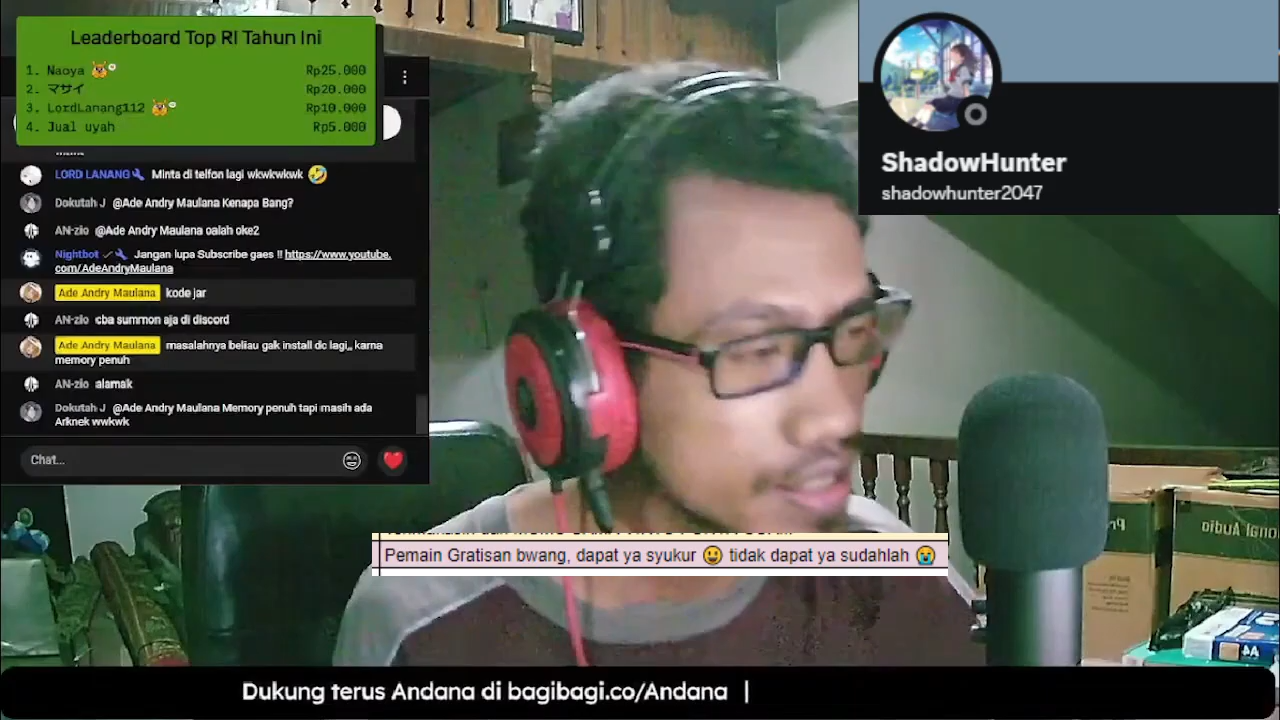 Leaderboard Top RI Tahun Ini
1. Naoya Rp25.000
2. マサイ Rp20.000
3. LordLanang112 Rp10.000
4. Jual uyah Rp5.000
LORD LANANG Minta di telfon lagi wkwkwkwk 🤣
Dokutah J @Ade Andry Maulana Kenapa Bang?
AN-zio @Ade Andry Maulana oalah oke2
Nightbot Jangan lupa Subscribe gaes !! https://www.youtube.
com/AdeAndryMaulana
Ade Andry Maulana kode jar
AN-zio cba summon aja di discord
Ade Andry Maulana masalahnya beliau gak install dc lagi,, karna
memory penuh
AN-zio alamak
Dokutah J @Ade Andry Maulana Memory penuh tapi masih ada
Arknek wwkwk
Chat...
ShadowHunter
shadowhunter2047
Pemain Gratisan bwang, dapat ya syukur 😃 tidak dapat ya sudahlah 😭
A4
Dukung terus Andana di bagibagi.co/Andana |